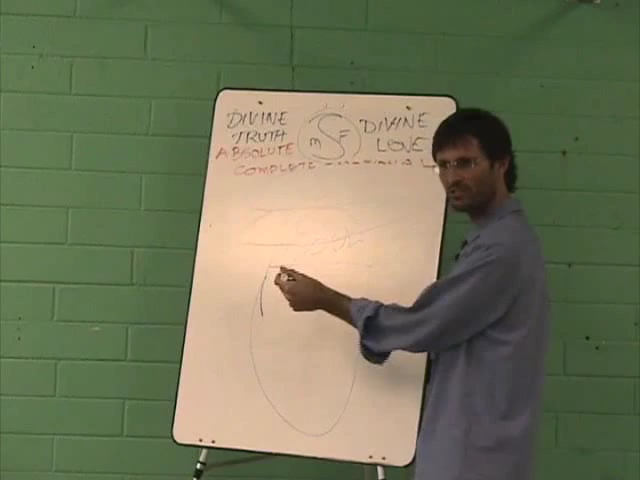 DIVINE
TRUTH
ABSOLUTE
COMPLETE
M F
DIVINE
LOVE